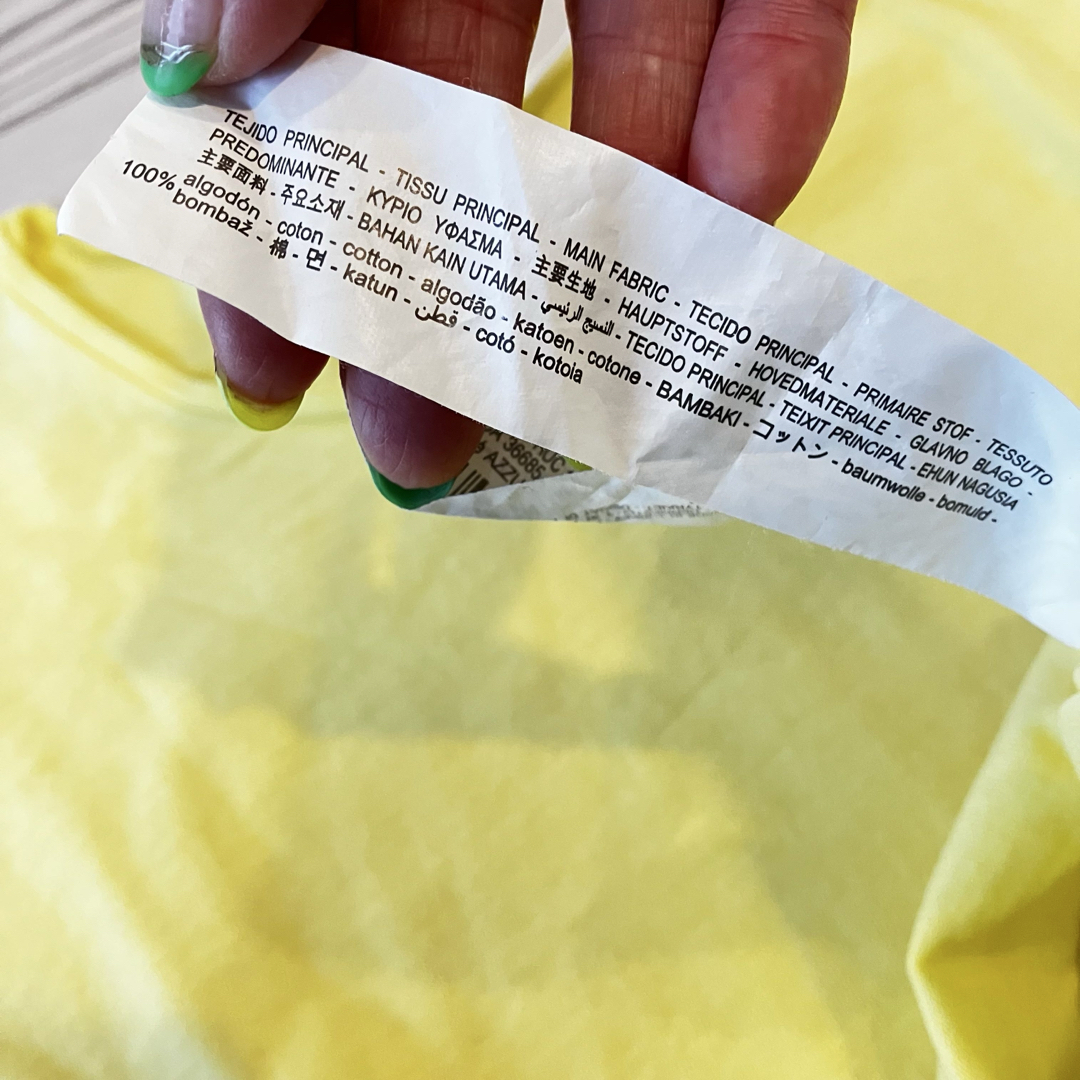 TEJIDO PRINCIPAL - TISSU PRINCIPAL - MAIN FABRIC - TECIDO PRINCIPAL - PRIMAIRE STOF - TESSUTO
PREDOMINANTE - ΚΥΡΙΟ ΥΦΑΣΜΑ - 主要生地 - HAUPTSTOFF - HOVEDMATERIALE - GLAVNO BLAGO -
主要面料 - 주요소재 - BAHAN KAIN UTAMA - النسيج الرئيسي - TECIDO PRINCIPAL - TEIXIT PRINCIPAL - EHUN NAGUSIA
100% algodón - coton - cotton - algodão - katoen - cotone - BAMBAKI - コットン - baumwolle - bomuld -
bombaž - 棉 - 면 - katun - قطن - cotó - kotoia
36685
AZZU